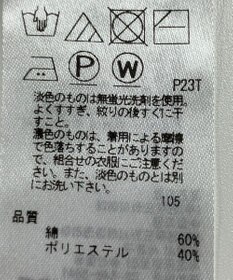 P W
P23T
淡色のものは無蛍光洗剤を使用。
よくすすぎ、絞りの後すぐに干
すこと。
濃色のものは、着用による摩擦
で色落ちすることがありますの
で、組合せの衣服にご注意くださ
い。また、淡色のものとは別
にお洗い下さい。
105
品質
綿 60%
ポリエステル 40%